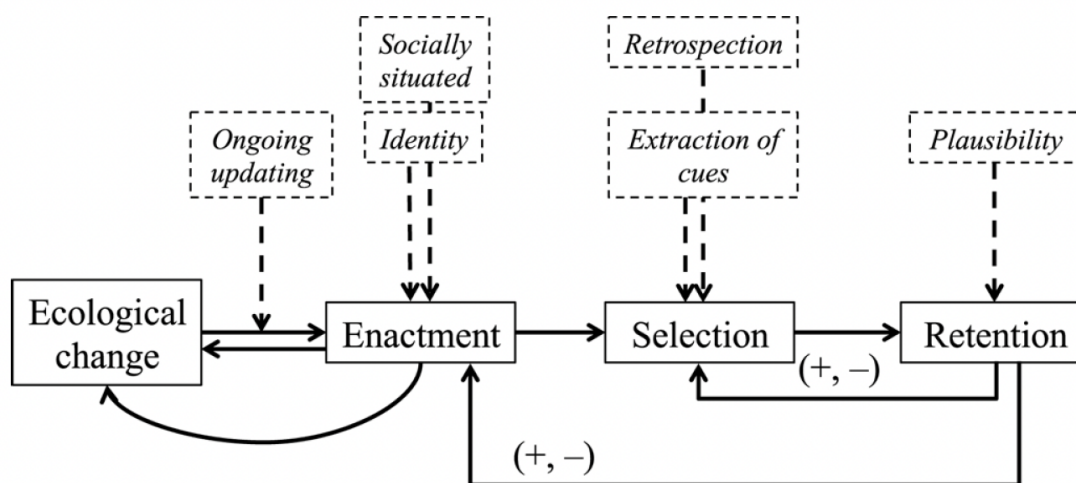 Socially
situated
Retrospection
Ongoing
updating
Identity
Extraction of
cues
Plausibility
Ecological
change
Enactment
Selection
Retention
(+, –)
(+, –)